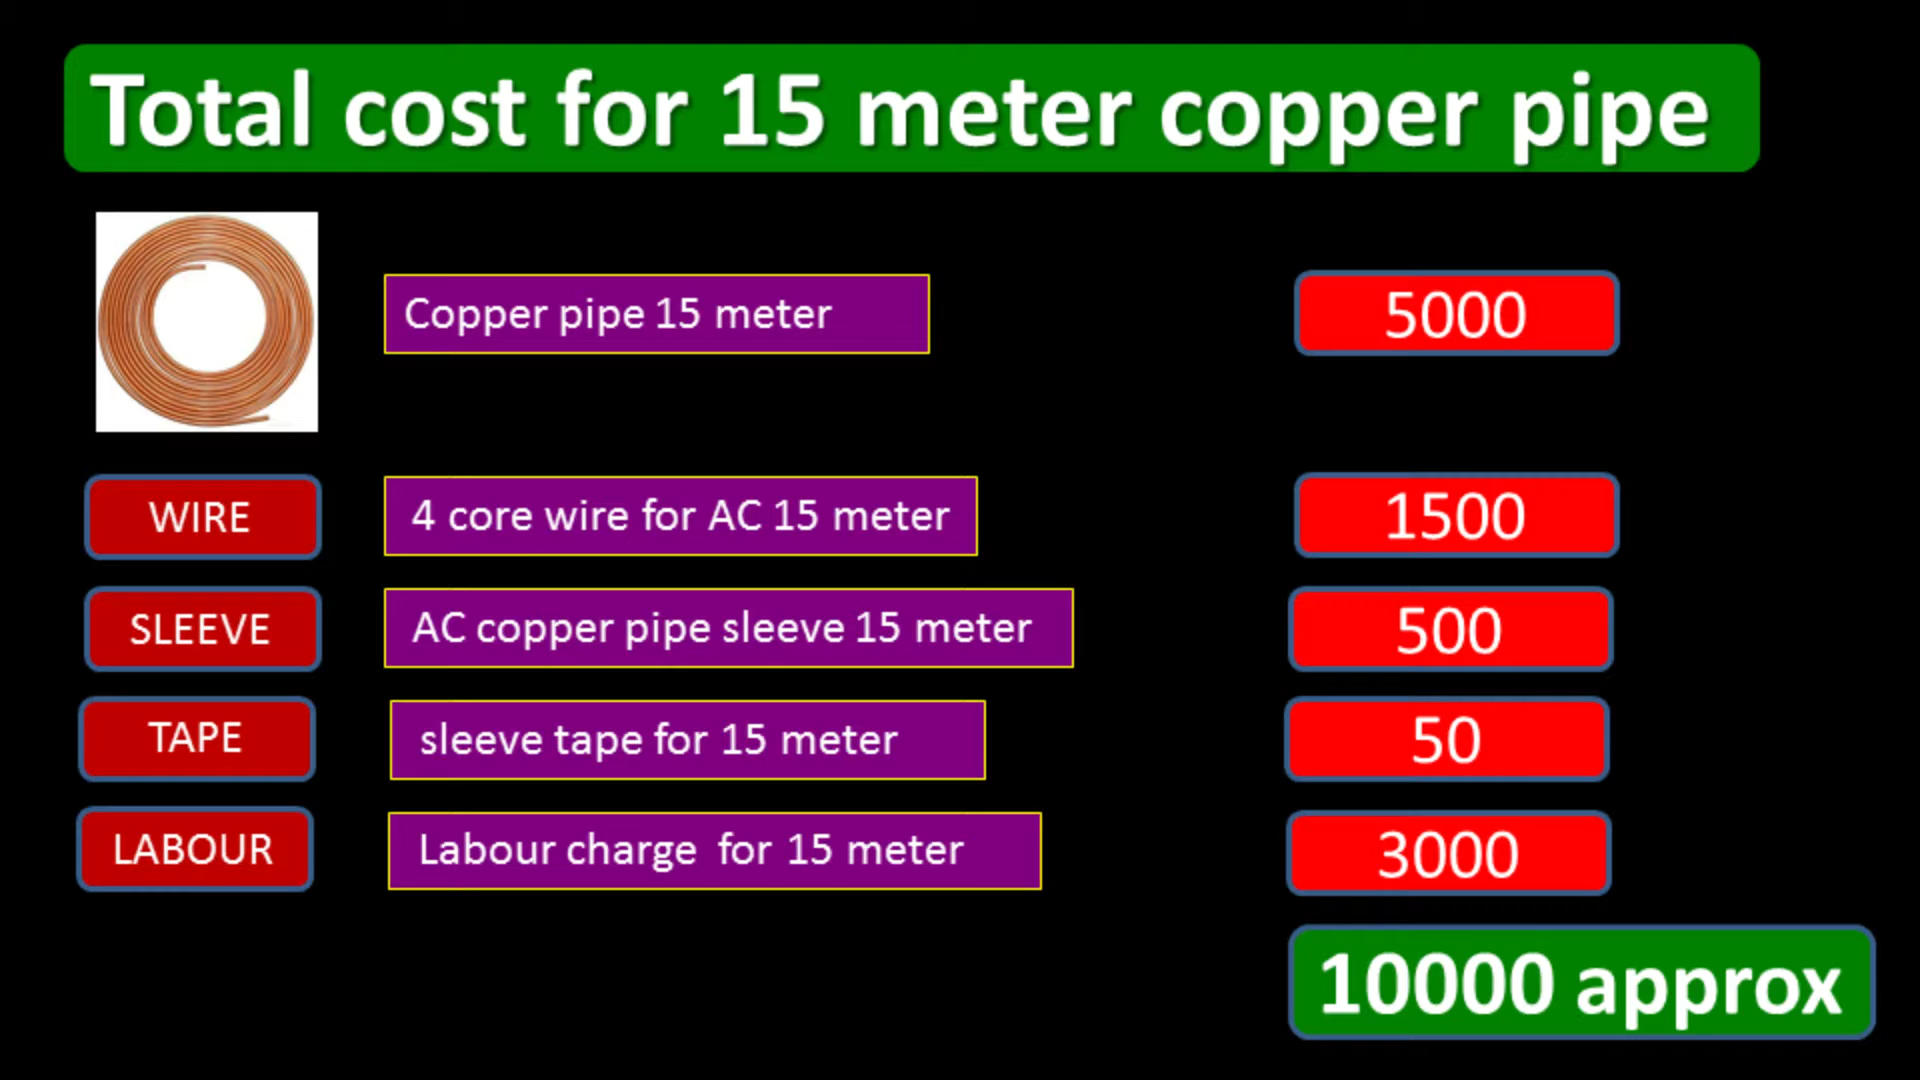 Total cost for 15 meter copper pipe
Copper pipe 15 meter
5000
WIRE
4 core wire for AC 15 meter
1500
SLEEVE
AC copper pipe sleeve 15 meter
500
TAPE
sleeve tape for 15 meter
50
LABOUR
Labour charge for 15 meter
3000
10000 approx